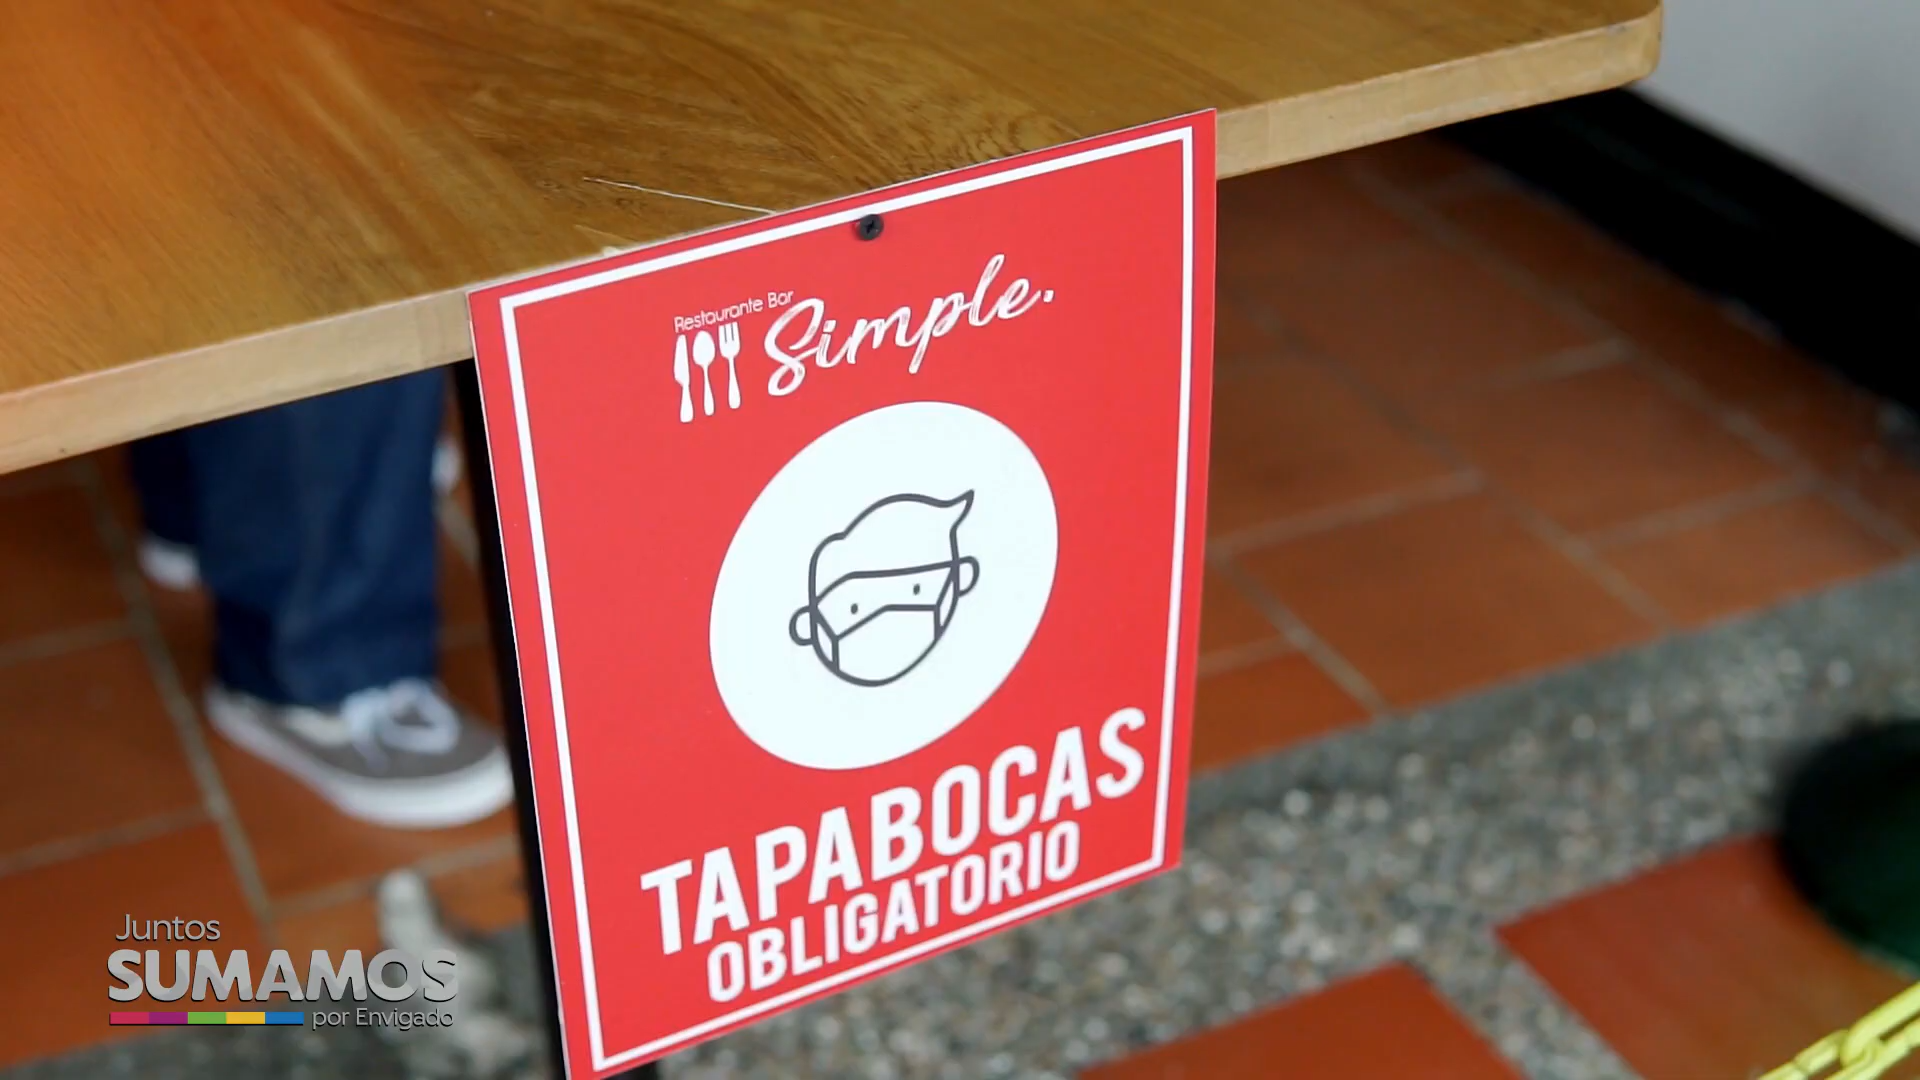 Restaurante Bar
Simple.
TAPABOCAS
OBLIGATORIO
Juntos
SUMAMOS
por Envigado